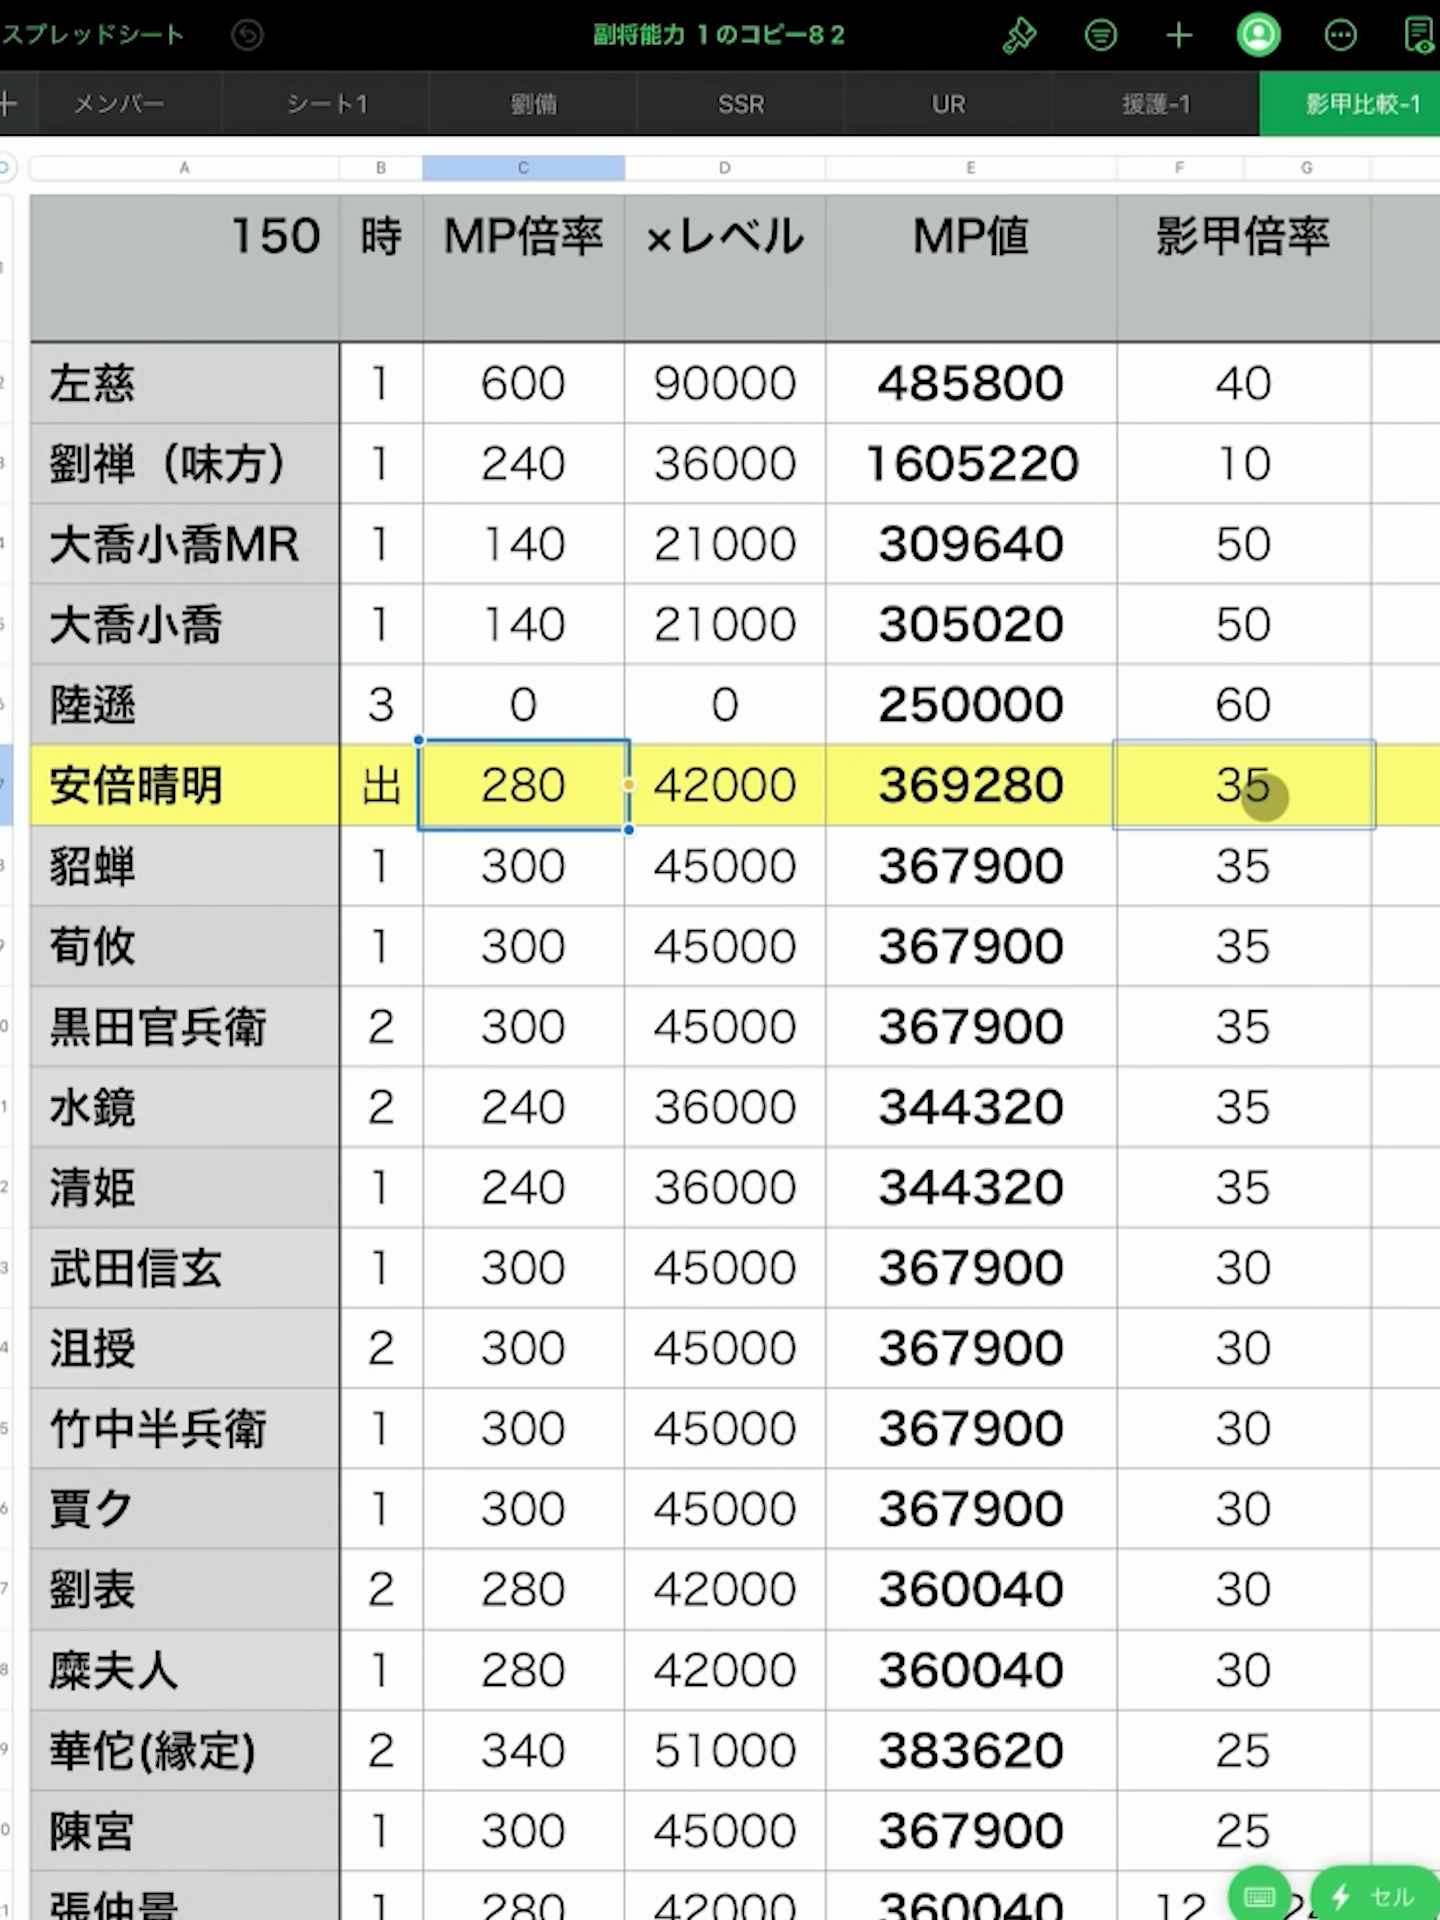 スプレッドシート 副将能力 1のコピー8 2
メンバー シート1 劉備 SSR UR 援護-1 影甲比較-1
A B C D E F G
150 時 MP倍率 ×レベル MP値 影甲倍率
左慈 1 600 90000 485800 40
劉禅（味方） 1 240 36000 1605220 10
大喬小喬MR 1 140 21000 309640 50
大喬小喬 1 140 21000 305020 50
陸遜 3 0 0 250000 60
安倍晴明 出 280 42000 369280 35
貂蝉 1 300 45000 367900 35
荀攸 1 300 45000 367900 35
黒田官兵衛 2 300 45000 367900 35
水鏡 2 240 36000 344320 35
清姫 1 240 36000 344320 35
武田信玄 1 300 45000 367900 30
沮授 2 300 45000 367900 30
竹中半兵衛 1 300 45000 367900 30
賈ク 1 300 45000 367900 30
劉表 2 280 42000 360040 30
糜夫人 1 280 42000 360040 30
華佗(縁定) 2 340 51000 383620 25
陳宮 1 300 45000 367900 25
張仲景 1 280 42000 360040 12
セル